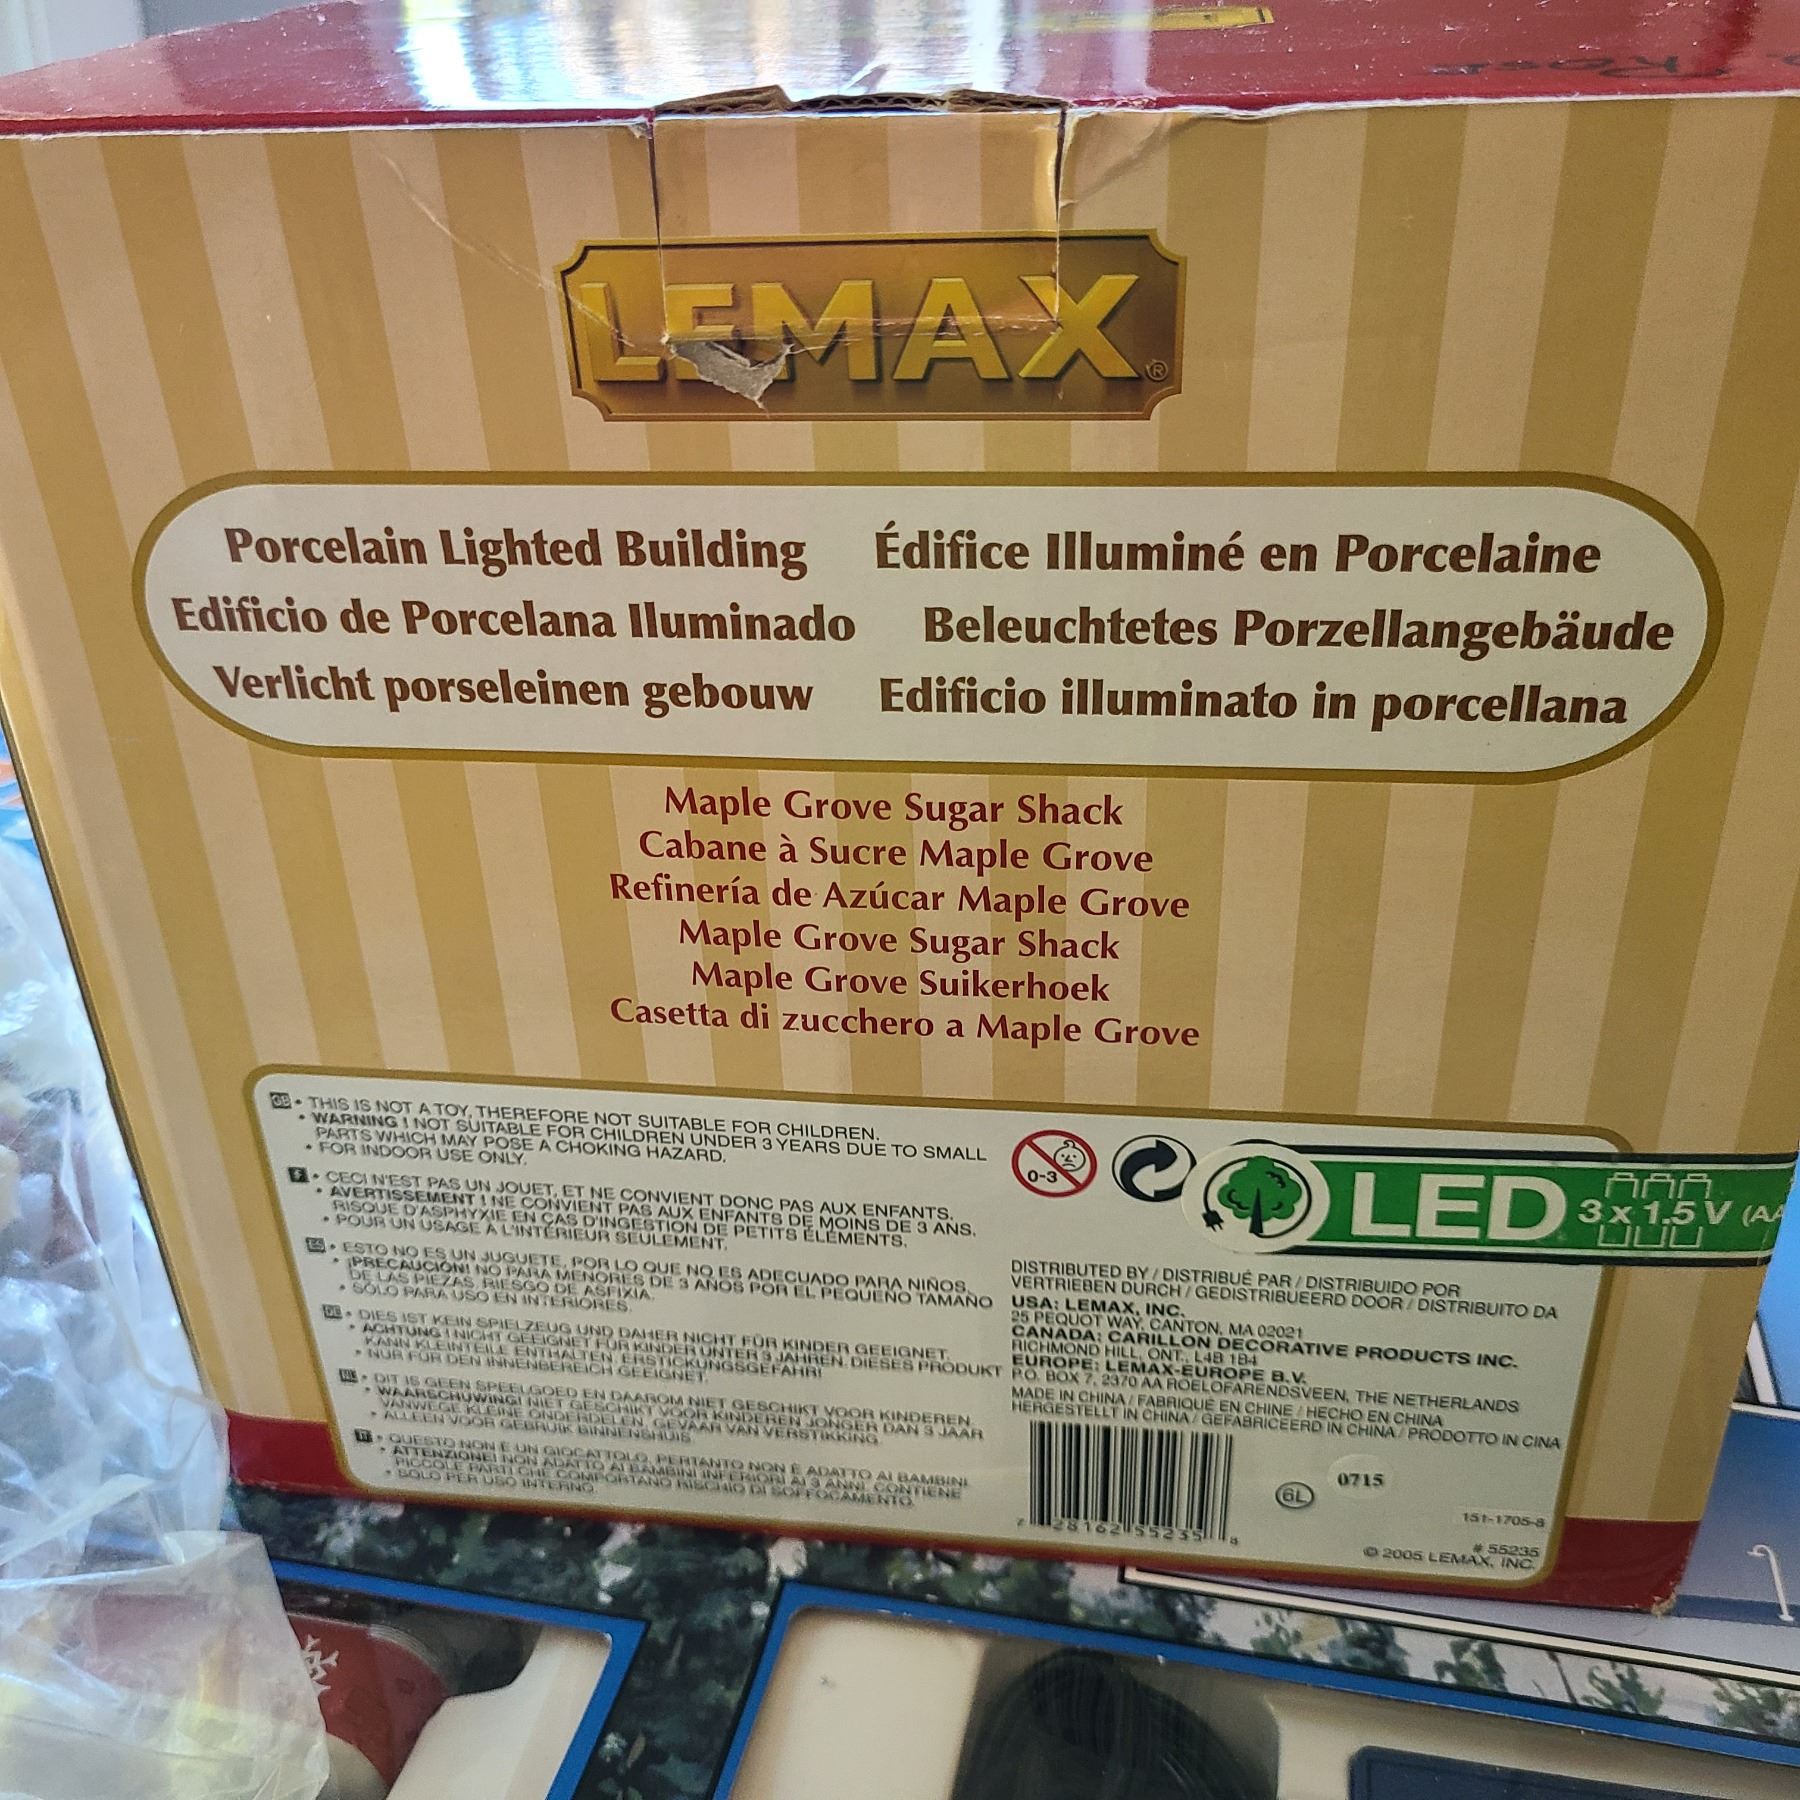 LEMAX®
Porcelain Lighted Building
Édifice Illuminé en Porcelaine
Edificio de Porcelana Iluminado
Beleuchtetes Porzellangebäude
Verlicht porseleinen gebouw
Edificio illuminato in porcellana
Maple Grove Sugar Shack
Cabane à Sucre Maple Grove
Refinería de Azúcar Maple Grove
Maple Grove Sugar Shack
Maple Grove Suikerhoek
Casetta di zucchero a Maple Grove
GB • THIS IS NOT A TOY, THEREFORE NOT SUITABLE FOR CHILDREN.
• WARNING ! NOT SUITABLE FOR CHILDREN UNDER 3 YEARS DUE TO SMALL
PARTS WHICH MAY POSE A CHOKING HAZARD.
• FOR INDOOR USE ONLY.
F • CECI N'EST PAS UN JOUET, ET NE CONVIENT DONC PAS AUX ENFANTS.
• AVERTISSEMENT ! NE CONVIENT PAS AUX ENFANTS DE MOINS DE 3 ANS.
RISQUE D'ASPHYXIE EN CAS D'INGESTION DE PETITS ÉLÉMENTS.
• POUR UN USAGE À L'INTÉRIEUR SEULEMENT.
ES • ESTO NO ES UN JUGUETE, POR LO QUE NO ES ADECUADO PARA NIÑOS.
• ¡PRECAUCIÓN! NO PARA MENORES DE 3 AÑOS POR EL PEQUEÑO TAMAÑO
DE LAS PIEZAS, RIESGO DE ASFIXIA.
• SÓLO PARA USO EN INTERIORES.
DE • DIES IST KEIN SPIELZEUG UND DAHER NICHT FÜR KINDER GEEIGNET.
• ACHTUNG ! NICHT GEEIGNET FÜR KINDER UNTER 3 JAHREN. DIESES PRODUKT
KANN KLEINTEILE ENTHALTEN. ERSTICKUNGSGEFAHR!
• NUR FÜR DEN INNENBEREICH GEEIGNET.
NL • DIT IS GEEN SPEELGOED EN DAAROM NIET GESCHIKT VOOR KINDEREN.
• WAARSCHUWING! NIET GESCHIKT VOOR KINDEREN JONGER DAN 3 JAAR
VANWEGE KLEINE ONDERDELEN, GEVAAR VAN VERSTIKKING.
• ALLEEN VOOR GEBRUIK BINNENSHUIS.
IT • QUESTO NON È UN GIOCATTOLO, PERTANTO NON È ADATTO AI BAMBINI.
• ATTENZIONE! NON ADATTO AI BAMBINI INFERIORI AI 3 ANNI. CONTIENE
PICCOLE PARTI CHE COMPORTANO RISCHIO DI SOFFOCAMENTO.
• SOLO PER USO INTERNO.
0-3
LED 3 x 1.5 V (AA
DISTRIBUTED BY / DISTRIBUÉ PAR / DISTRIBUIDO POR
VERTRIEBEN DURCH / GEDISTRIBUEERD DOOR / DISTRIBUITO DA
USA: LEMAX, INC.
25 PEQUOT WAY, CANTON, MA 02021
CANADA: CARILLON DECORATIVE PRODUCTS INC.
RICHMOND HILL, ONT., L4B 1B4
EUROPE: LEMAX-EUROPE B.V.
P.O. BOX 7, 2370 AA ROELOFARENDSVEEN, THE NETHERLANDS
MADE IN CHINA / FABRIQUÉ EN CHINE / HECHO EN CHINA
HERGESTELLT IN CHINA / GEFABRICEERD IN CHINA / PRODOTTO IN CINA
28162 55235 8
6L
0715
151-1705-8
# 55235
© 2005 LEMAX, INC.